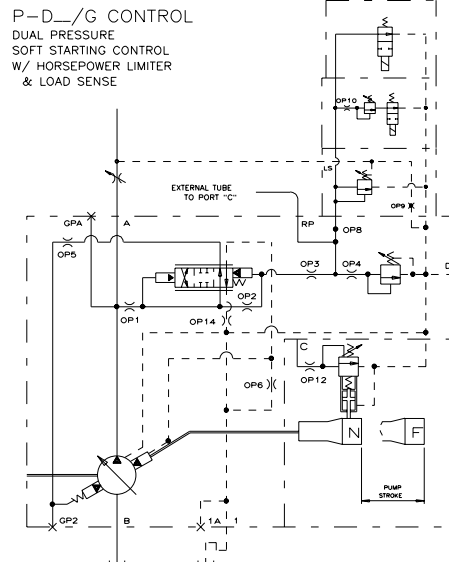 P-D__/G CONTROL
DUAL PRESSURE
SOFT STARTING CONTROL
W/ HORSEPOWER LIMITER
& LOAD SENSE
OP10
LS
EXTERNAL TUBE
TO PORT "C"
OP9
GPA
A
RP
OP8
OP5
OP3
OP4
D
OP2
OP1
OP14
C
OP6
OP12
N
F
PUMP
STROKE
GP2
B
1A
1